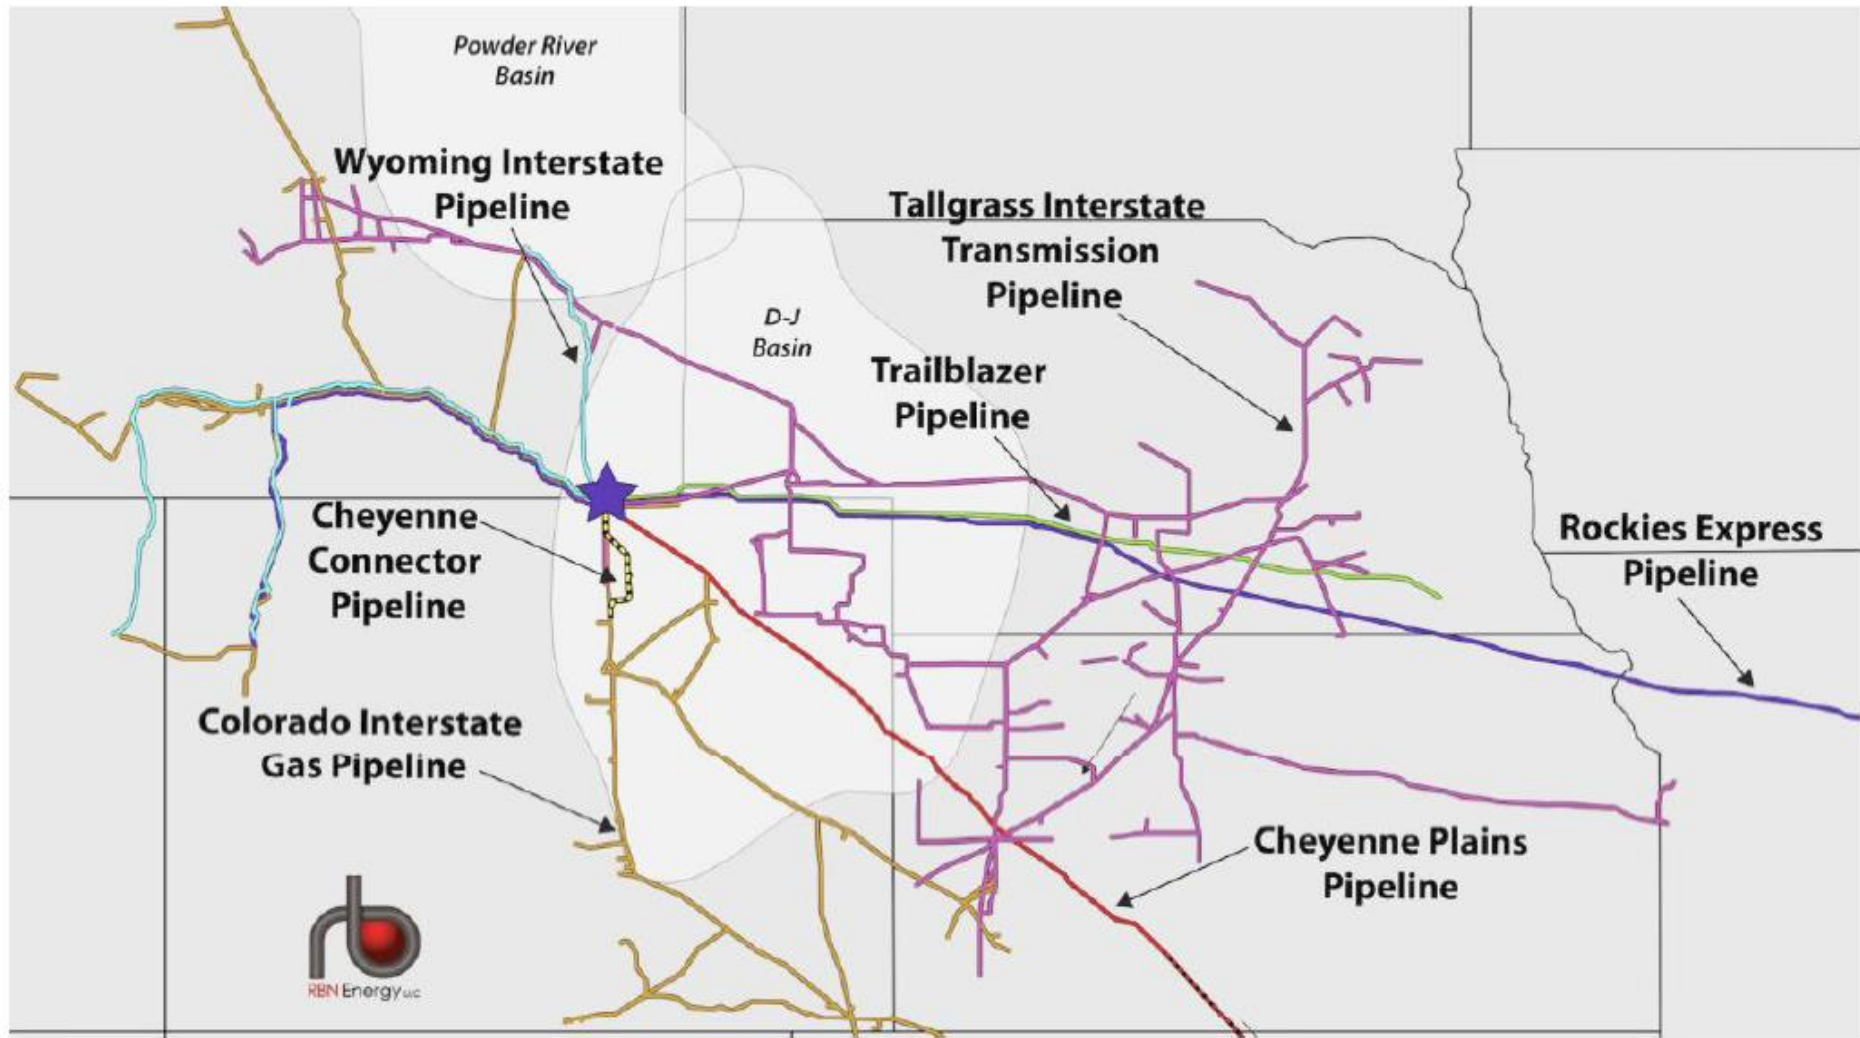 Powder River
Basin
Wyoming Interstate
Pipeline
Tallgrass Interstate
Transmission
Pipeline
D-J
Basin
Trailblazer
Pipeline
Cheyenne
Connector
Pipeline
Rockies Express
Pipeline
Colorado Interstate
Gas Pipeline
Cheyenne Plains
Pipeline
RBN Energy LLC